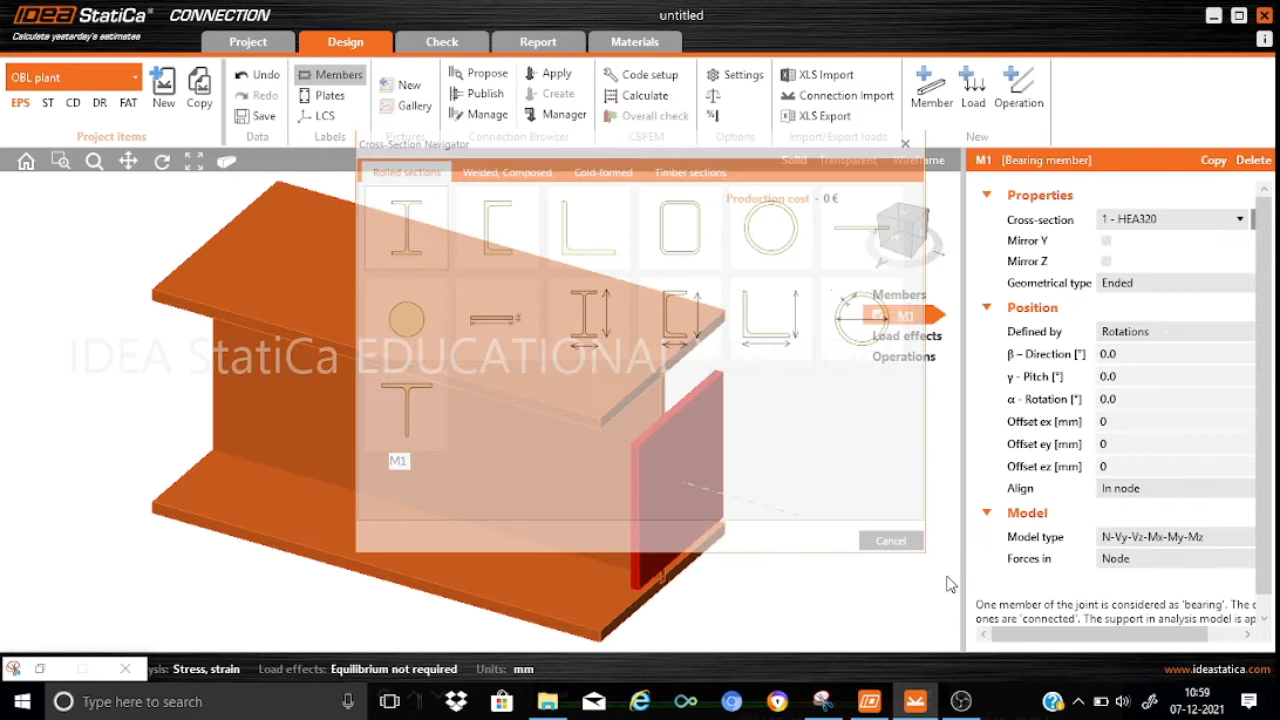 IDEA StatiCa® CONNECTION
untitled
Calculate yesterday's estimates
Project Design Check Report Materials
OBL plant
EPS ST CD DR FAT
New Copy
Project items
Undo
Redo
Save
Data
Members
Plates
LCS
Labels
New
Gallery
Pictures
Propose
Publish
Manage
Apply
Create
Manager
Connection Browser
Code setup
Calculate
Overall check
CBFEM
Settings
Options
XLS Import
Connection Import
XLS Export
Import/Export loads
Member Load Operation
New
Solid Transparent Wireframe
Cross-Section Navigator
Rolled sections Welded, Composed Cold-formed Timber sections
Production cost - 0 €
Members
M1
Load effects
Operations
IDEA StatiCa EDUCATIONAL
M1
Cancel
M1 [Bearing member] Copy Delete
Properties
Cross-section 1 - HEA320
Mirror Y
Mirror Z
Geometrical type Ended
Position
Defined by Rotations
β – Direction [°] 0.0
γ - Pitch [°] 0.0
α - Rotation [°] 0.0
Offset ex [mm] 0
Offset ey [mm] 0
Offset ez [mm] 0
Align In node
Model
Model type N-Vy-Vz-Mx-My-Mz
Forces in Node
One member of the joint is considered as 'bearing'. The
ones are 'connected'. The support in analysis model is ap
ysis: Stress, strain Load effects: Equilibrium not required Units: mm
www.ideastatica.com
Type here to search
10:59
07-12-2021